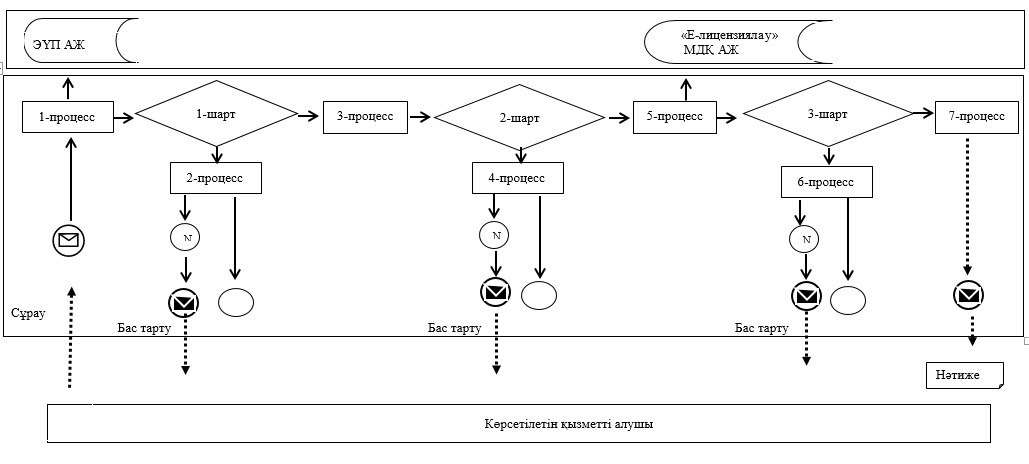 ЭҮП АЖ
«Е-лицензиялау»
МДҚ АЖ
1-процесс
1-шарт
3-процесс
2-шарт
5-процесс
3-шарт
7-процесс
2-процесс
4-процесс
6-процесс
N
N
N
Сұрау
Бас тарту
Бас тарту
Бас тарту
Нәтиже
Көрсетілетін қызметті алушы